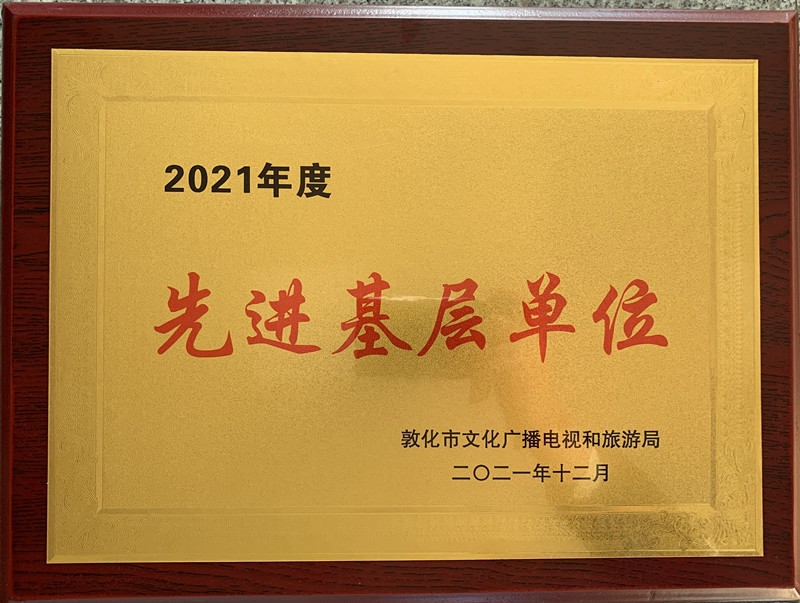 2021年度
先进基层单位
敦化市文化广播电视和旅游局
二〇二一年十二月